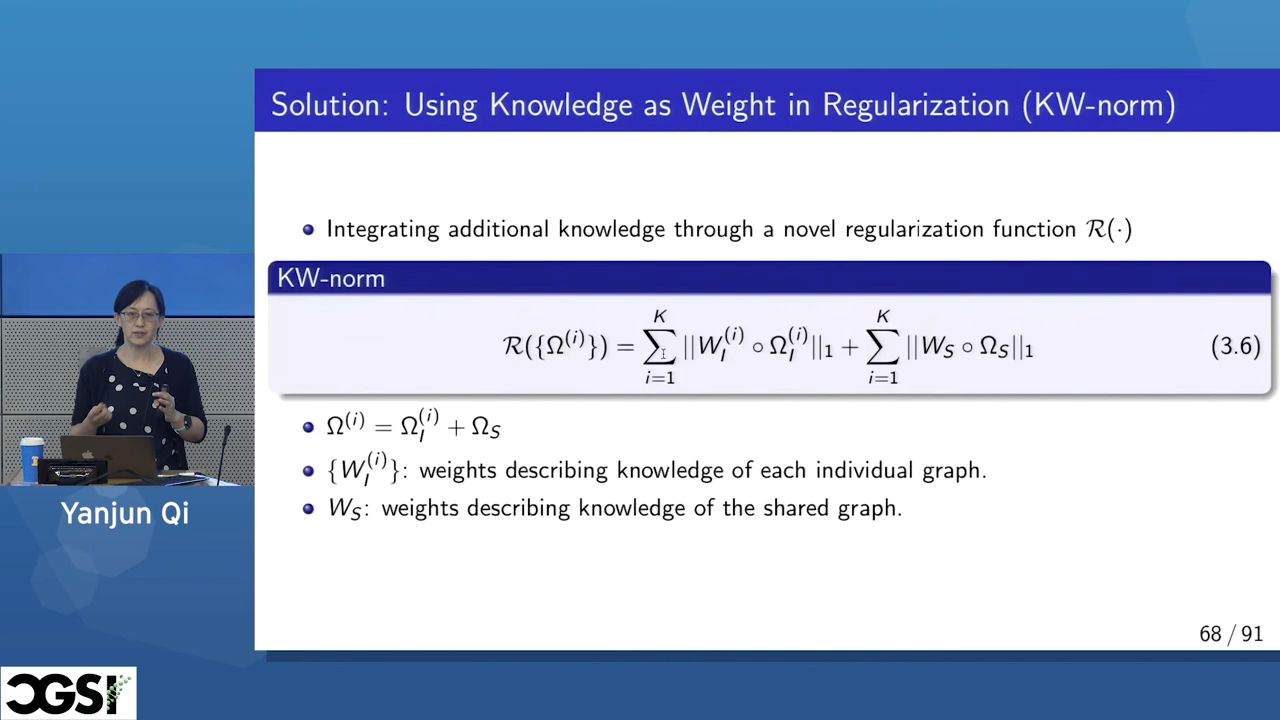 Solution: Using Knowledge as Weight in Regularization (KW-norm)
Integrating additional knowledge through a novel regularization function R(·)
KW-norm
R({Ω^(i)}) = ∑_{i=1}^{K} ||W_I^(i) ∘ Ω_I^(i)||_1 + ∑_{i=1}^{K} ||W_S ∘ Ω_S||_1 (3.6)
Ω^(i) = Ω_I^(i) + Ω_S
{W_I^(i)}: weights describing knowledge of each individual graph.
W_S: weights describing knowledge of the shared graph.
Yanjun Qi
68 / 91
CGSI